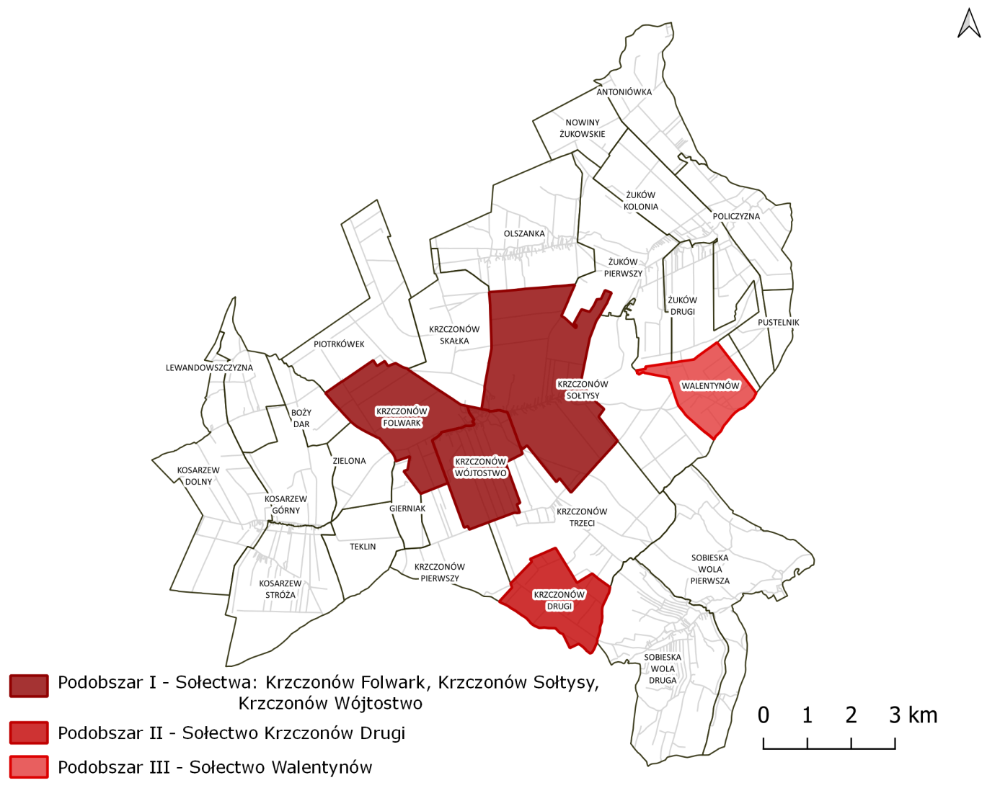 ANTONIÓWKA
NOWINY
ŻUKOWSKIE
ŻUKÓW
KOLONIA
POLICZYZNA
OLSZANKA
ŻUKÓW
PIERWSZY
ŻUKÓW
DRUGI
PUSTELNIK
KRZCZONÓW
SKAŁKA
PIOTRKÓWEK
LEWANDOWSZCZYZNA
WALENTYNÓW
KRZCZONÓW
SOŁTYSY
KRZCZONÓW
FOLWARK
BOŻY
DAR
ZIELONA
KRZCZONÓW
WÓJTOSTWO
KOSARZEW
DOLNY
KOSARZEW
GÓRNY
GIERNIAK
KRZCZONÓW
TRZECI
TEKLIN
KRZCZONÓW
PIERWSZY
SOBIESKA
WOLA
PIERWSZA
KOSARZEW
STRÓŻA
KRZCZONÓW
DRUGI
SOBIESKA
WOLA
DRUGA
Podobszar I - Sołectwa: Krzczonów Folwark, Krzczonów Sołtysy,
Krzczonów Wójtostwo
Podobszar II - Sołectwo Krzczonów Drugi
Podobszar III - Sołectwo Walentynów
0 1 2 3 km